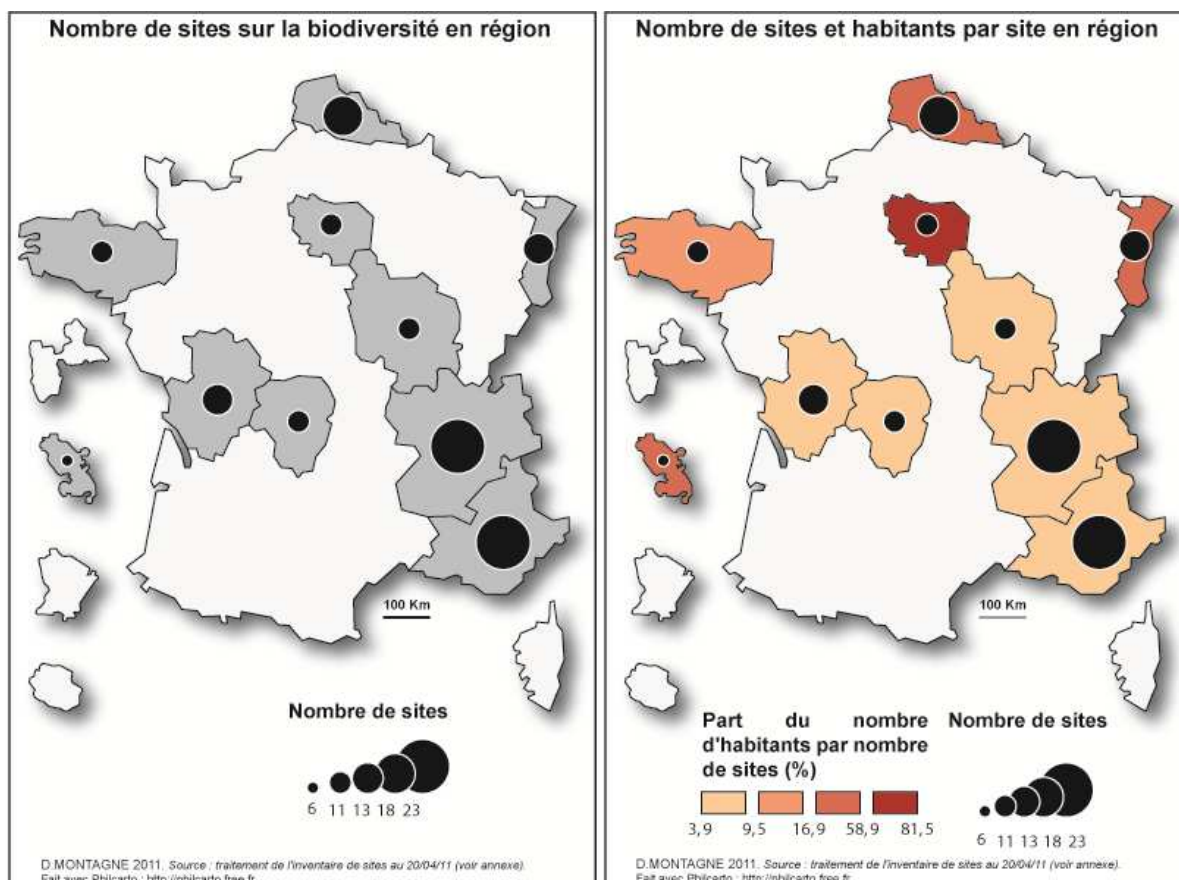 Nombre de sites sur la biodiversité en région
100 Km
Nombre de sites
6 11 13 18 23
D.MONTAGNE 2011. Source : traitement de l'inventaire de sites au 20/04/11 (voir annexe).
Fait avec Philcarto : http://philcarto.free.fr
Nombre de sites et habitants par site en région
100 Km
Part du nombre
d'habitants par nombre
de sites (%)
3,9 9,5 16,9 58,9 81,5
Nombre de sites
6 11 13 18 23
D.MONTAGNE 2011. Source : traitement de l'inventaire de sites au 20/04/11 (voir annexe).
Fait avec Philcarto : http://philcarto.free.fr